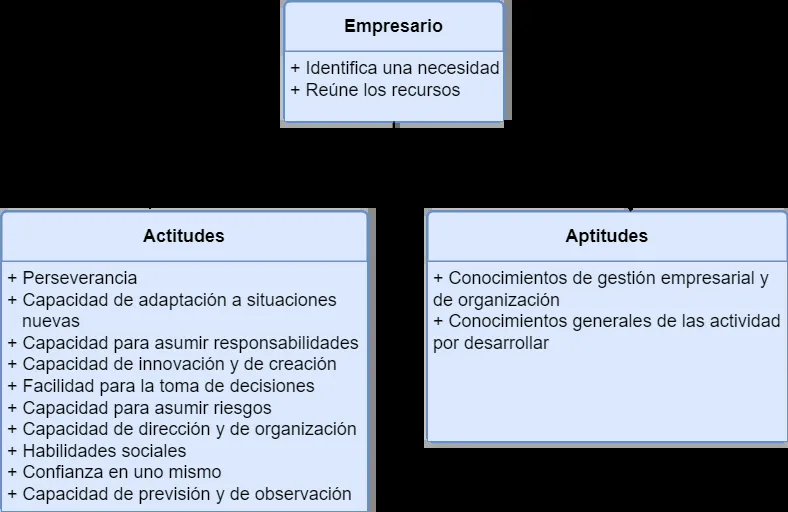 Empresario
+ Identifica una necesidad
+ Reúne los recursos
Actitudes
+ Perseverancia
+ Capacidad de adaptación a situaciones
nuevas
+ Capacidad para asumir responsabilidades
+ Capacidad de innovación y de creación
+ Facilidad para la toma de decisiones
+ Capacidad para asumir riesgos
+ Capacidad de dirección y de organización
+ Habilidades sociales
+ Confianza en uno mismo
+ Capacidad de previsión y de observación
Aptitudes
+ Conocimientos de gestión empresarial y
de organización
+ Conocimientos generales de las actividad
por desarrollar